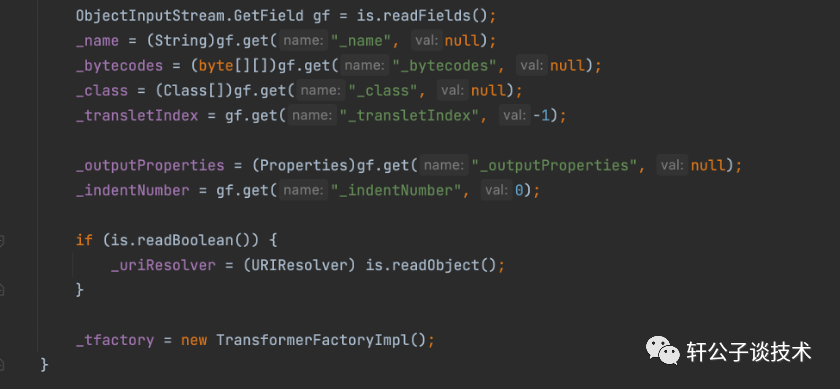 ObjectInputStream.GetField gf = is.readFields();
_name = (String)gf.get( name: "_name", val: null);
_bytecodes = (byte[][])gf.get( name: "_bytecodes", val: null);
_class = (Class[])gf.get( name: "_class", val: null);
_transletIndex = gf.get( name: "_transletIndex", val: -1);
_outputProperties = (Properties)gf.get( name: "_outputProperties", val: null);
_indentNumber = gf.get( name: "_indentNumber", val: 0);
if (is.readBoolean()) {
_uriResolver = (URIResolver) is.readObject();
}
_tfactory = new TransformerFactoryImpl();
}
轩公子谈技术